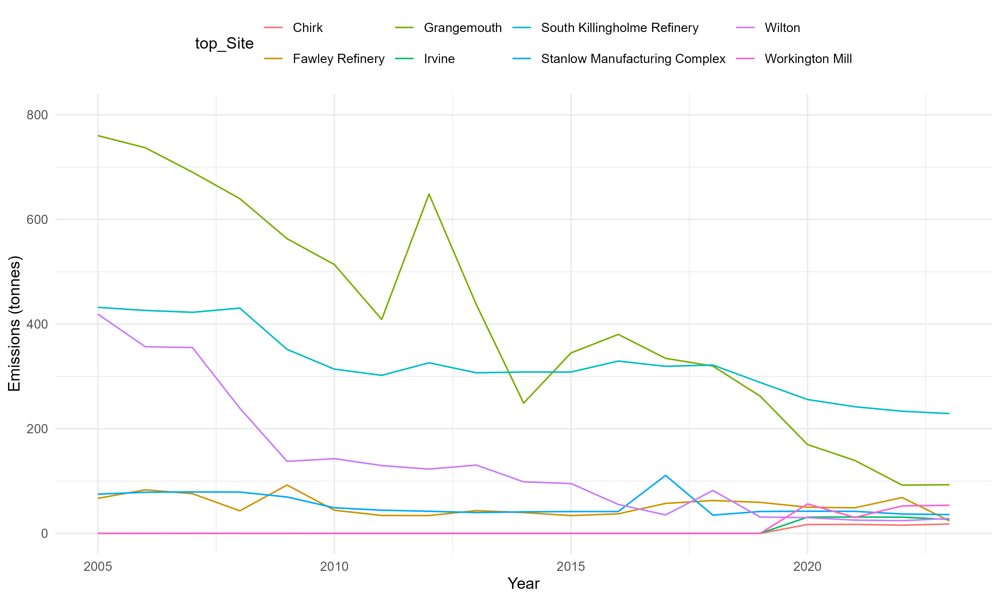 top_Site
Chirk
Grangemouth
South Killingholme Refinery
Wilton
Fawley Refinery
Irvine
Stanlow Manufacturing Complex
Workington Mill
Emissions (tonnes)
800
600
400
200
0
2005
2010
2015
2020
Year